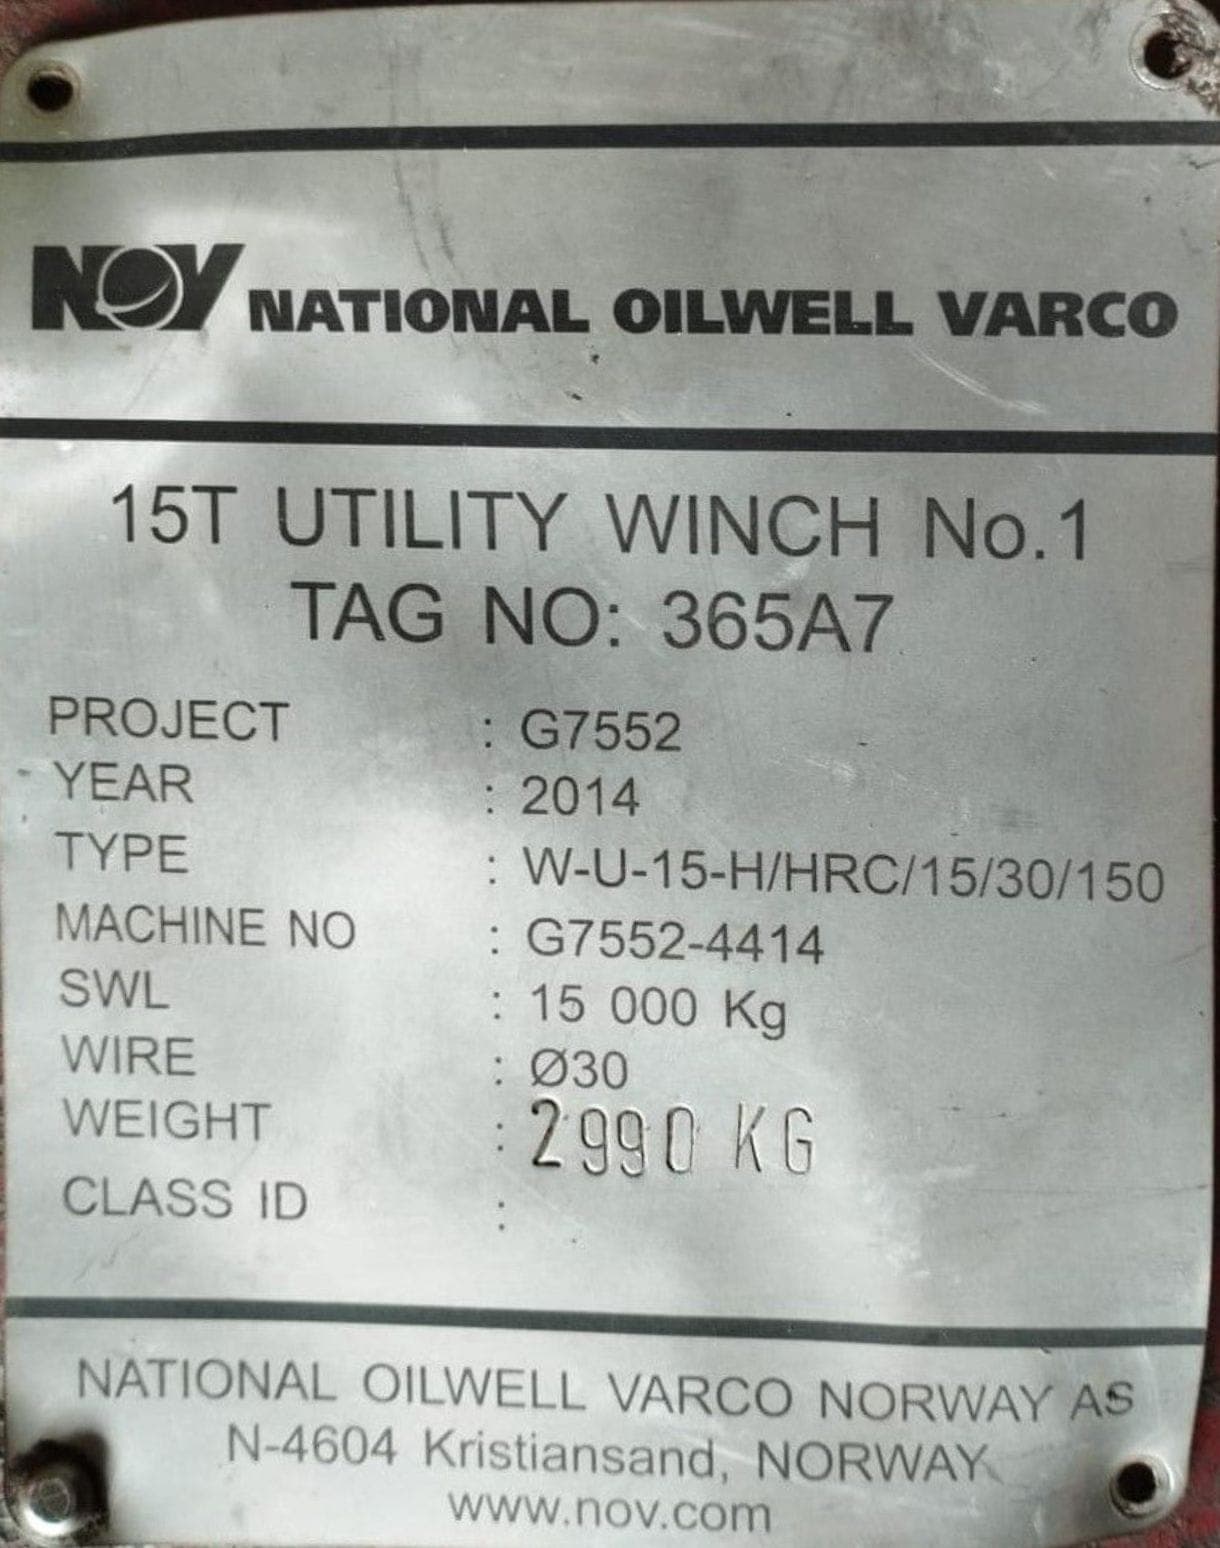 NOV NATIONAL OILWELL VARCO
15T UTILITY WINCH No.1
TAG NO: 365A7
PROJECT : G7552
YEAR : 2014
TYPE : W-U-15-H/HRC/15/30/150
MACHINE NO : G7552-4414
SWL : 15 000 Kg
WIRE : Ø30
WEIGHT : 2990 KG
CLASS ID :
NATIONAL OILWELL VARCO NORWAY AS
N-4604 Kristiansand, NORWAY
www.nov.com